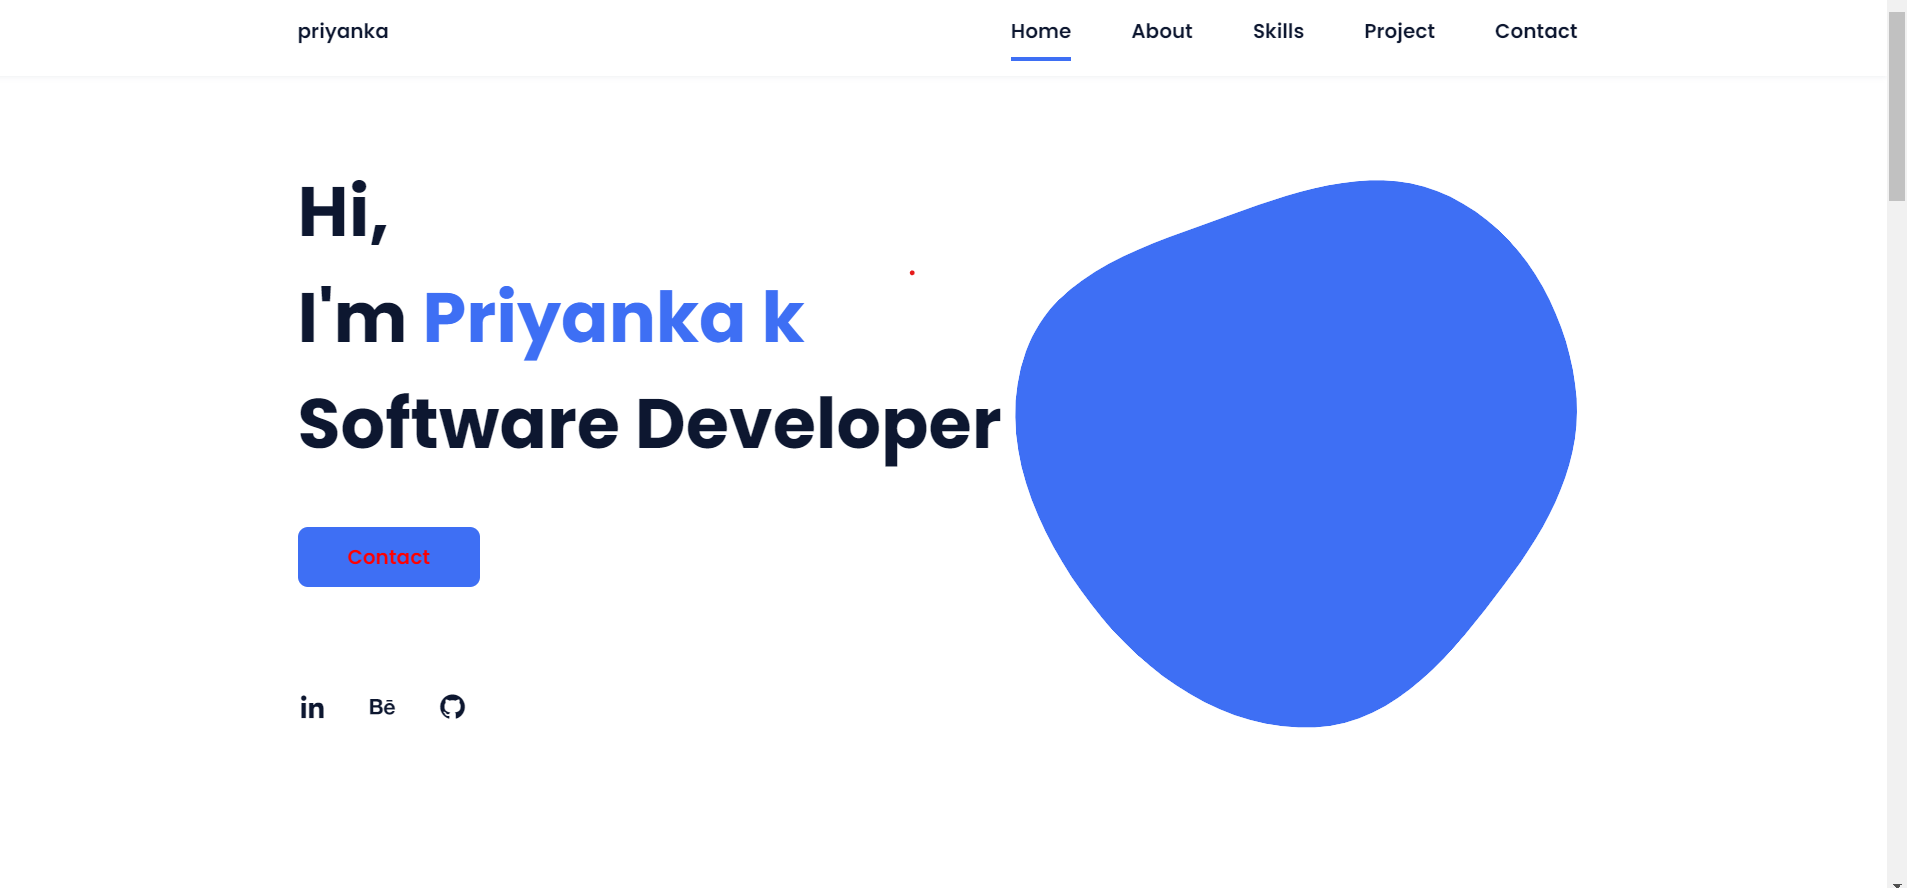 priyanka
Home About Skills Project Contact
Hi,
I'm Priyanka k
Software Developer
Contact
in Bē